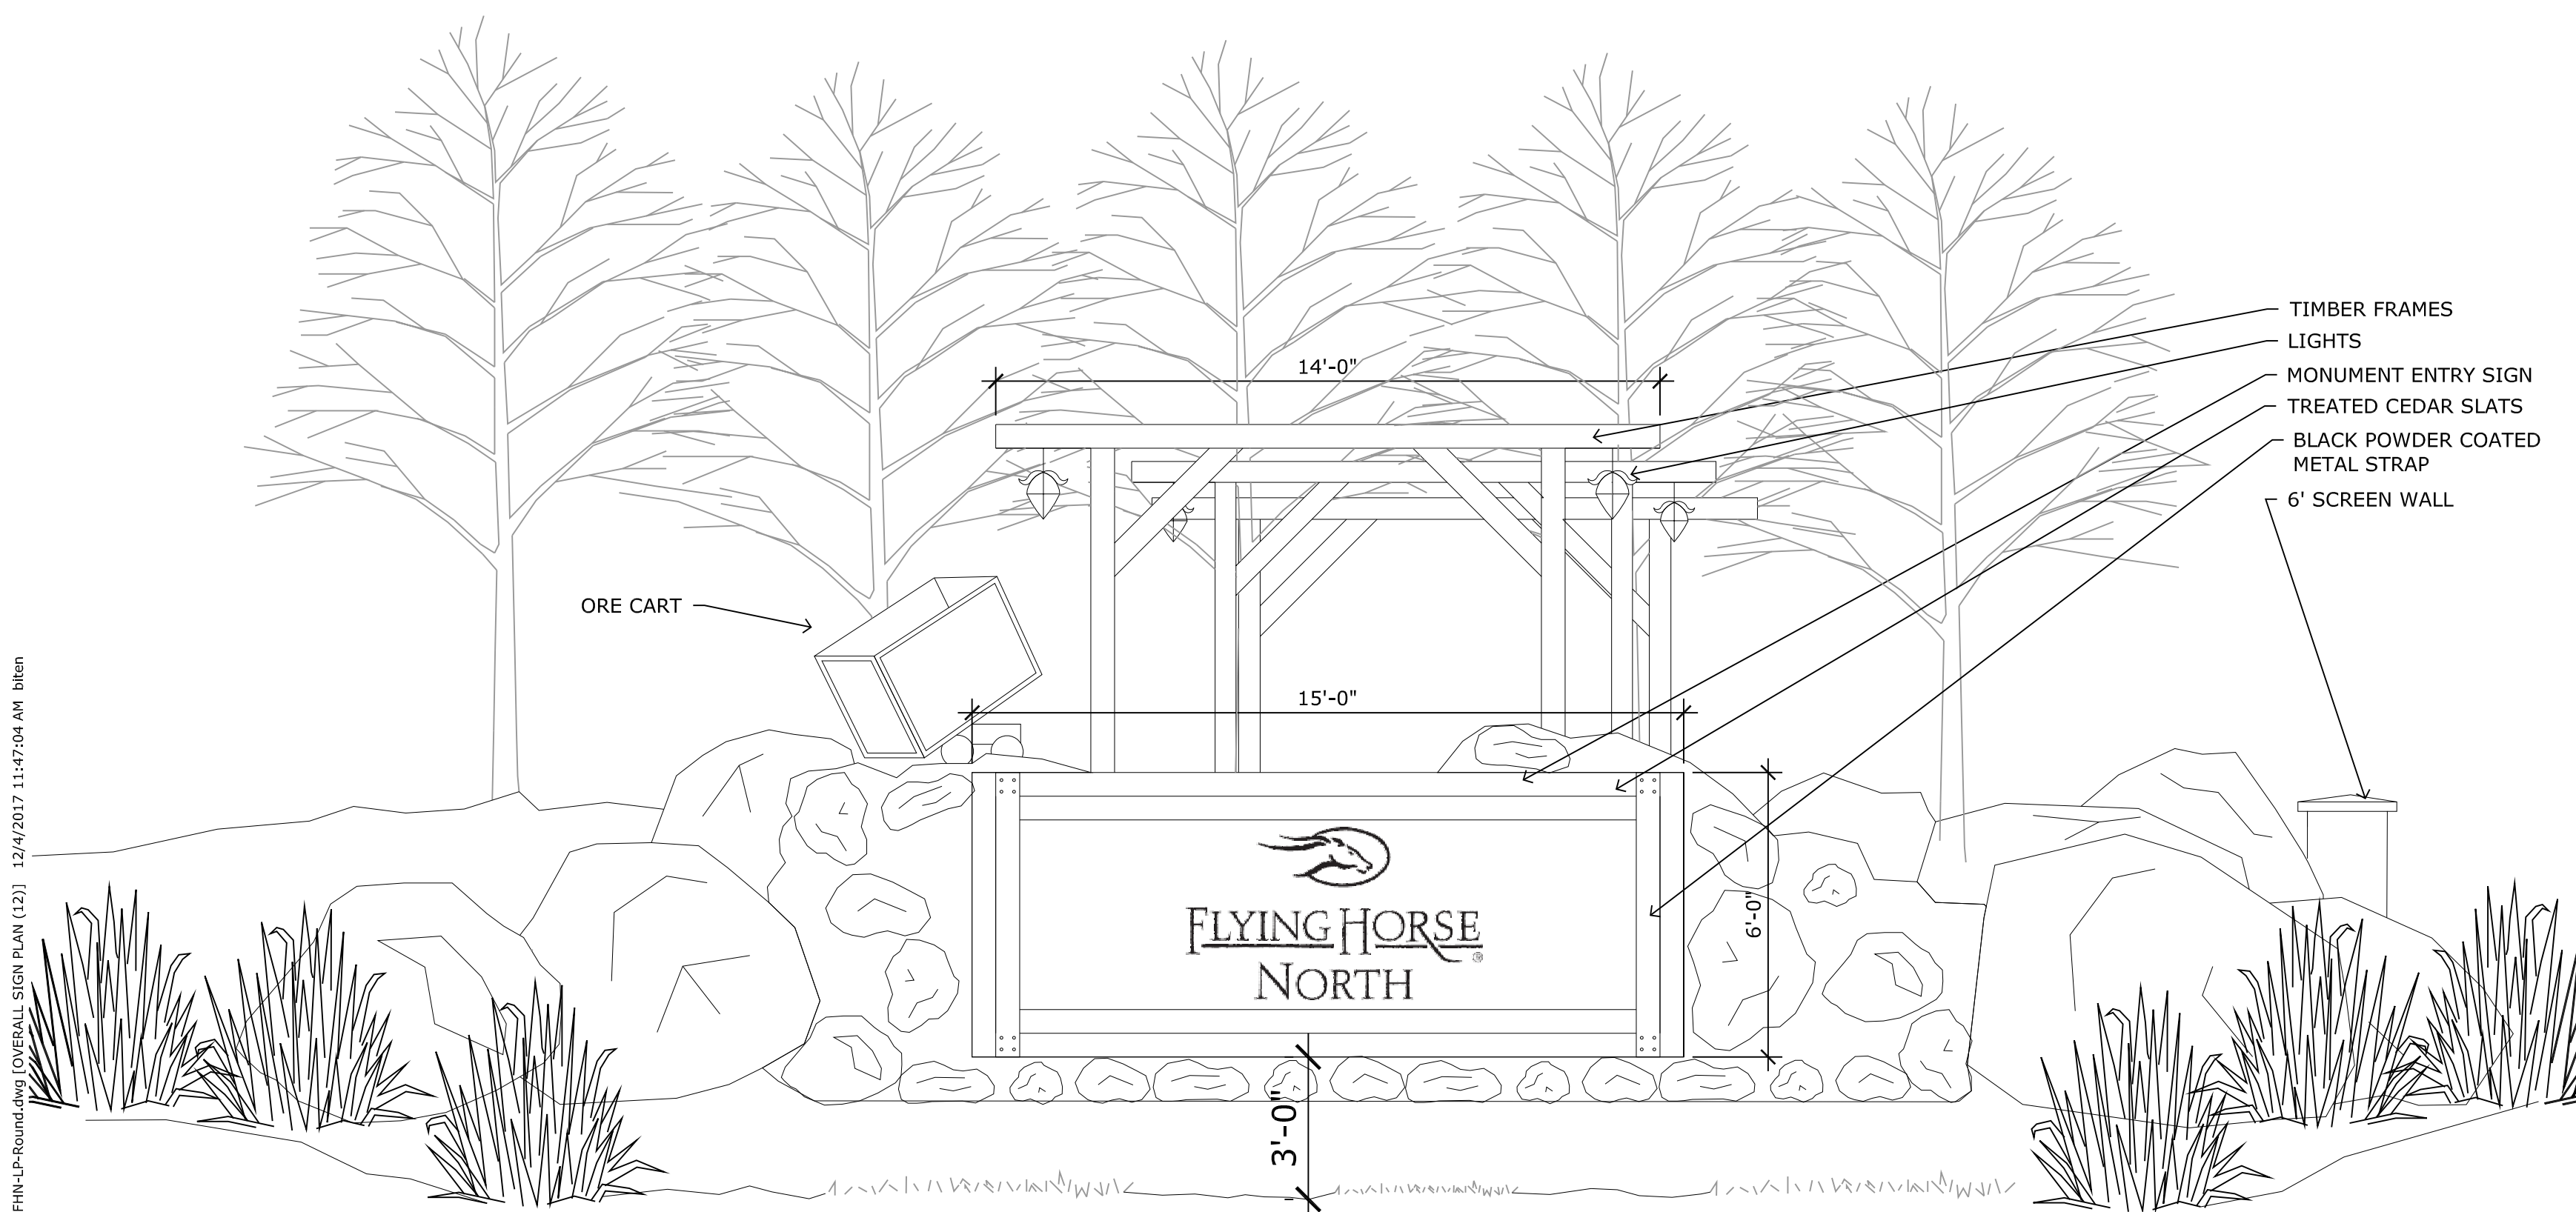 TIMBER FRAMES
LIGHTS
14'-0"
MONUMENT ENTRY SIGN
TREATED CEDAR SLATS
BLACK POWDER COATED
METAL STRAP
6' SCREEN WALL
ORE CART
15'-0"
6'-0"
FLYING HORSE
®
NORTH
3'-0"
FHN-LP-Round.dwg [OVERALL SIGN PLAN (12)] 12/4/2017 11:47:04 AM biten